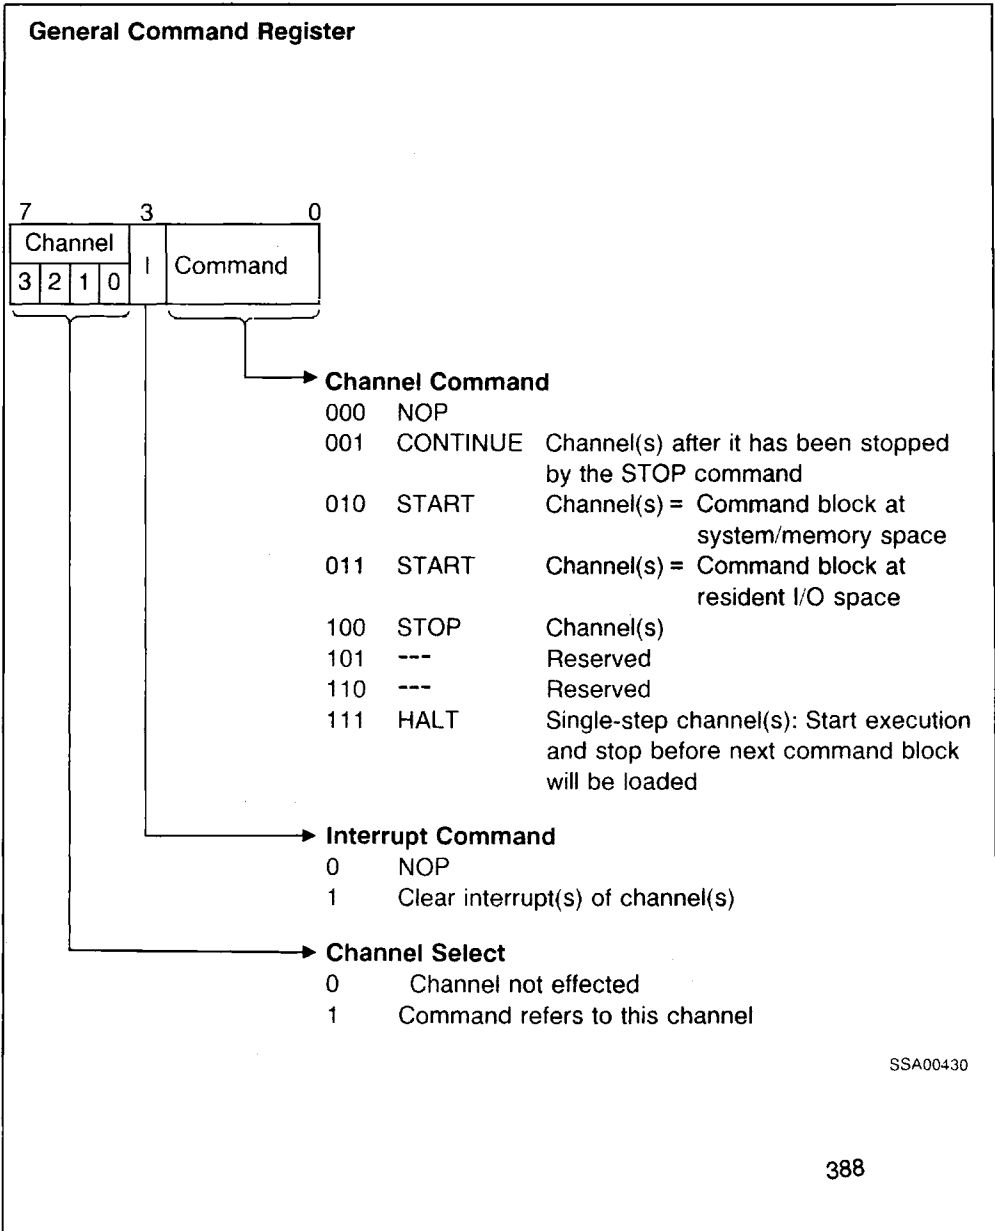 General Command Register
7 3 0
Channel
I Command
3 2 1 0
Channel Command
000 NOP
001 CONTINUE Channel(s) after it has been stopped
by the STOP command
010 START Channel(s) = Command block at
system/memory space
011 START Channel(s) = Command block at
resident I/O space
100 STOP Channel(s)
101 --- Reserved
110 --- Reserved
111 HALT Single-step channel(s): Start execution
and stop before next command block
will be loaded
Interrupt Command
0 NOP
1 Clear interrupt(s) of channel(s)
Channel Select
0 Channel not effected
1 Command refers to this channel
SSA00430
388